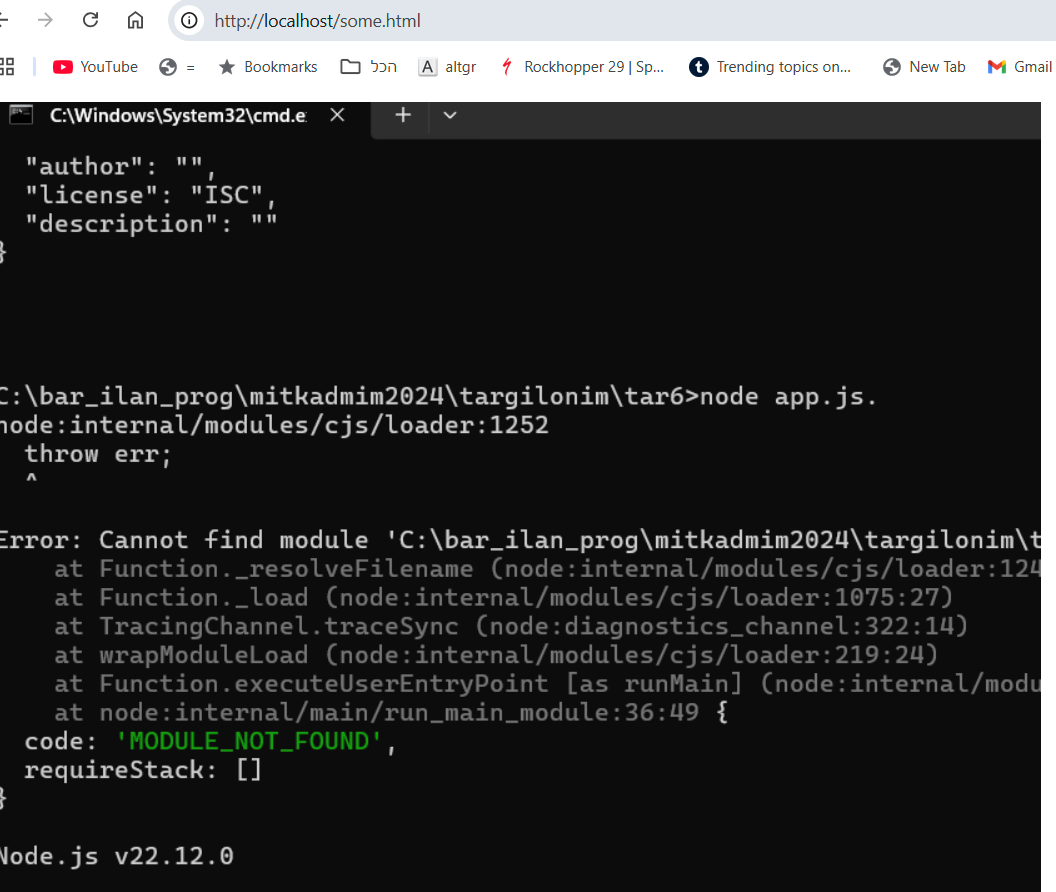 http://localhost/some.html
YouTube = Bookmarks הכל A altgr Rockhopper 29 | Sp... Trending topics on... New Tab Gmail
C:\Windows\System32\cmd.e
"author": "",
"license": "ISC",
"description": ""
}
C:\bar_ilan_prog\mitkadmim2024\targilonim\tar6>node app.js.
node:internal/modules/cjs/loader:1252
throw err;
^
Error: Cannot find module 'C:\bar_ilan_prog\mitkadmim2024\targilonim\t
at Function._resolveFilename (node:internal/modules/cjs/loader:124
at Function._load (node:internal/modules/cjs/loader:1075:27)
at TracingChannel.traceSync (node:diagnostics_channel:322:14)
at wrapModuleLoad (node:internal/modules/cjs/loader:219:24)
at Function.executeUserEntryPoint [as runMain] (node:internal/modu
at node:internal/main/run_main_module:36:49 {
code: 'MODULE_NOT_FOUND',
requireStack: []
}
Node.js v22.12.0